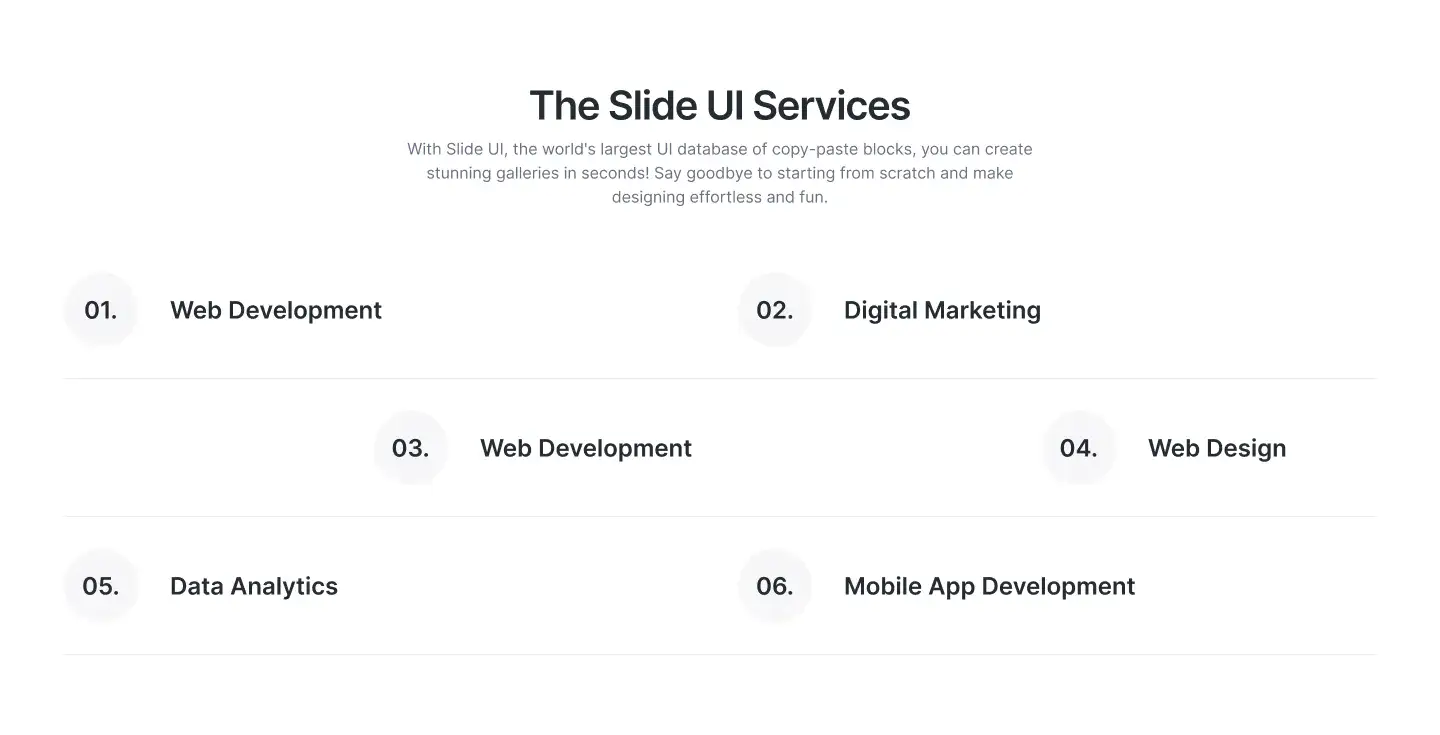 The Slide UI Services
With Slide UI, the world's largest UI database of copy-paste blocks, you can create
stunning galleries in seconds! Say goodbye to starting from scratch and make
designing effortless and fun.
01. Web Development
02. Digital Marketing
03. Web Development
04. Web Design
05. Data Analytics
06. Mobile App Development